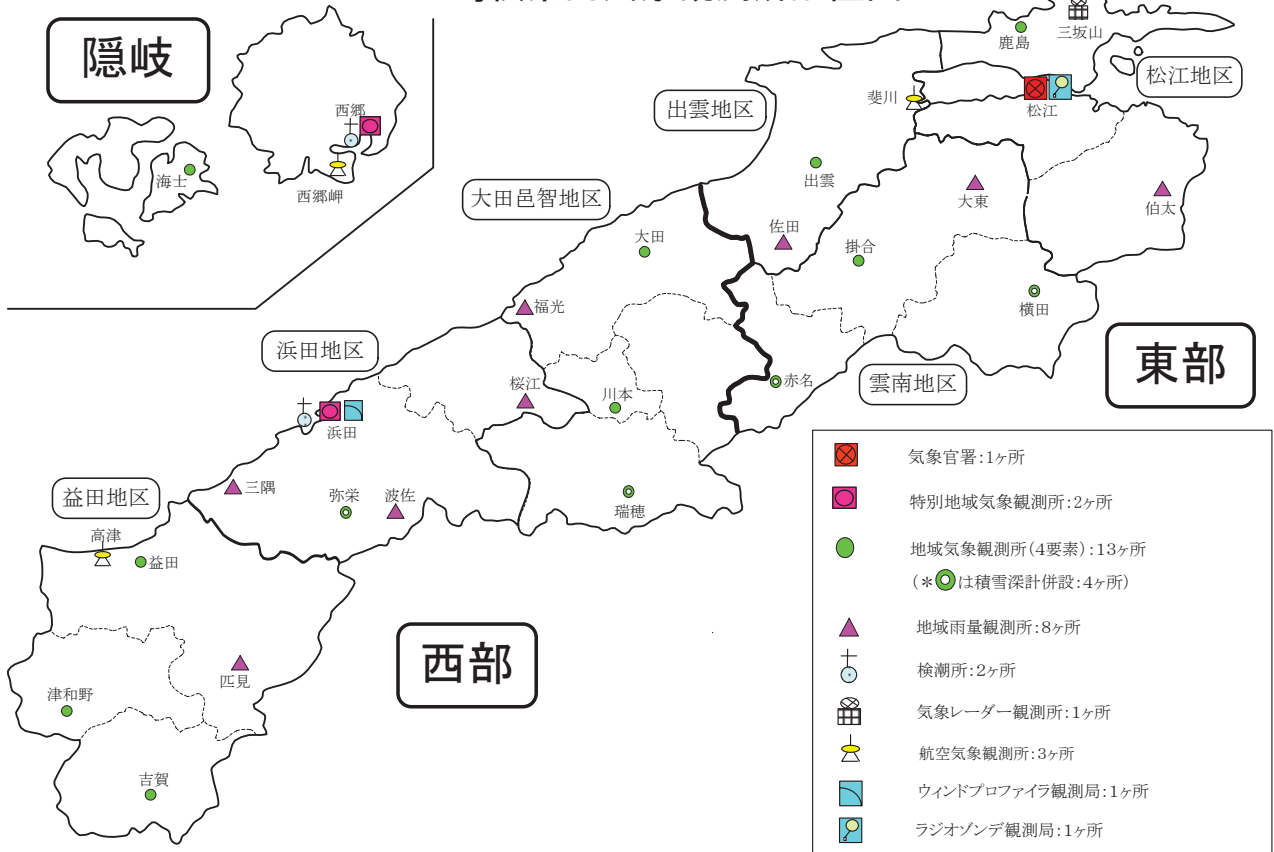 隠岐
西郷
海士
西郷岬
鹿島
三坂山
松江地区
斐川
松江
出雲地区
出雲
大東
伯太
佐田
掛合
横田
大田邑智地区
大田
福光
東部
浜田地区
桜江
川本
赤名
雲南地区
浜田
三隅
弥栄
波佐
瑞穂
益田地区
高津
益田
西部
匹見
津和野
吉賀
気象官署:1ヶ所
特別地域気象観測所:2ヶ所
地域気象観測所(4要素):13ヶ所
(*は積雪深計併設:4ヶ所)
地域雨量観測所:8ヶ所
検潮所:2ヶ所
気象レーダー観測所:1ヶ所
航空気象観測所:3ヶ所
ウィンドプロファイラ観測局:1ヶ所
ラジオゾンデ観測局:1ヶ所